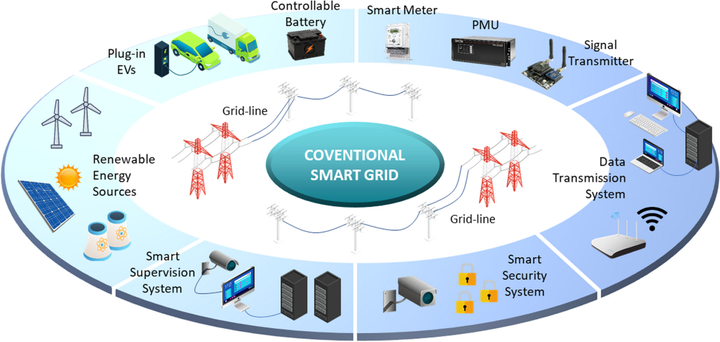 Controllable
Battery
Smart Meter
PMU
Signal
Transmitter
Plug-in
EVs
Grid-line
COVENTIONAL
SMART GRID
Renewable
Energy
Sources
Data
Transmission
System
Grid-line
Smart
Supervision
System
Smart
Security
System